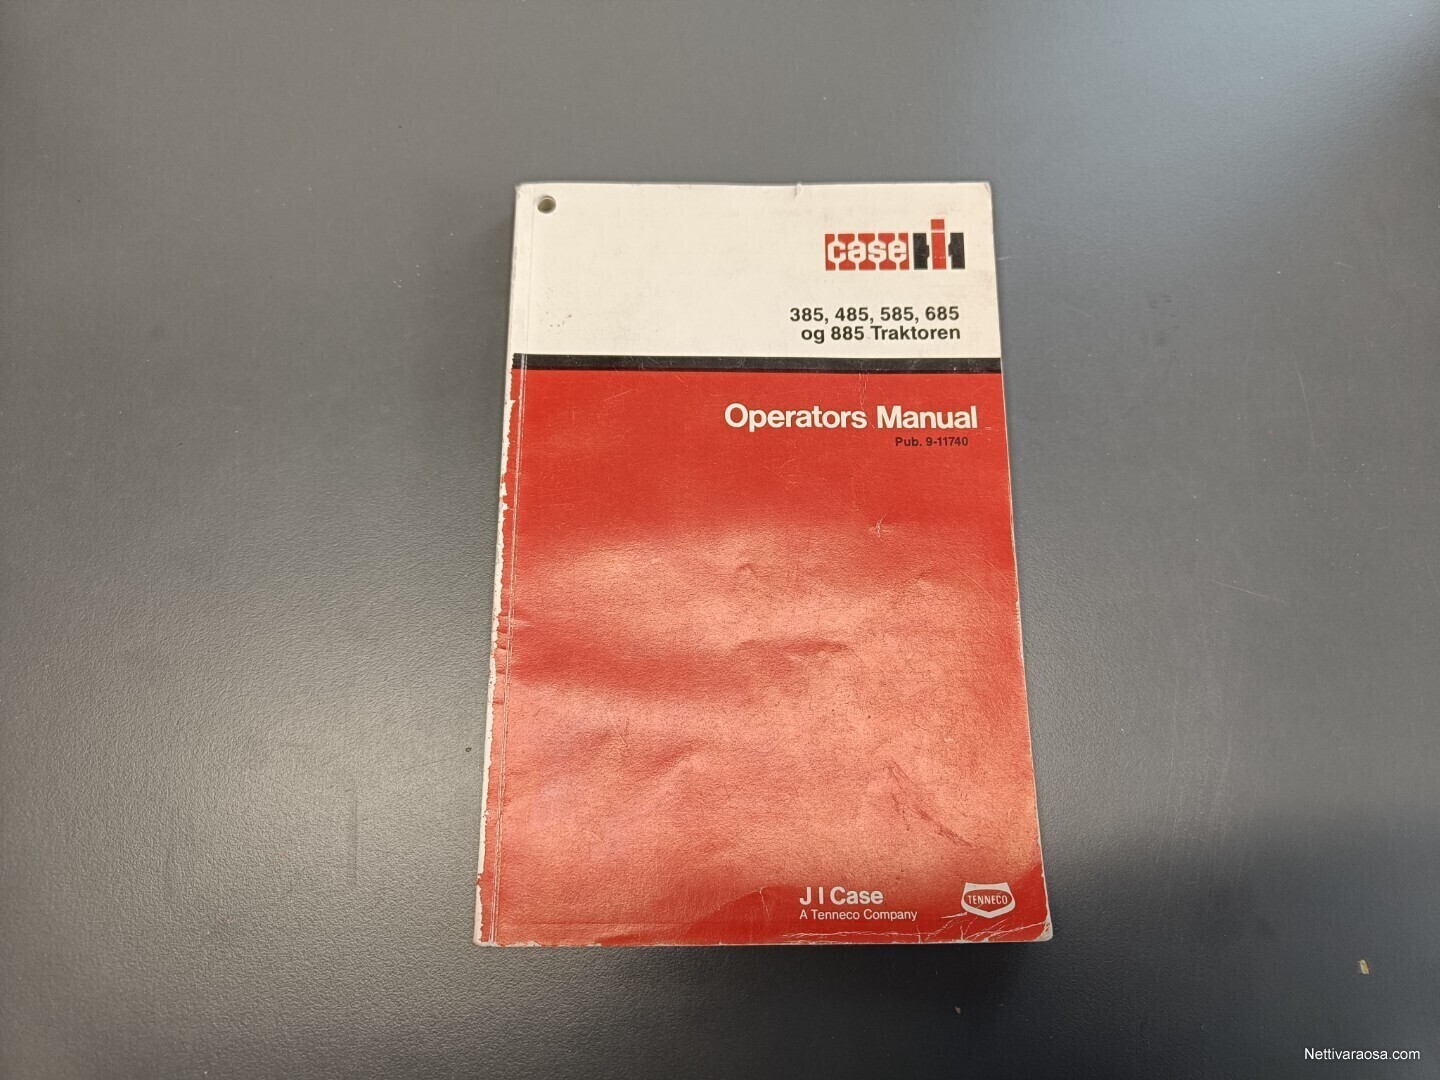 case IH
385, 485, 585, 685
og 885 Traktoren
Operators Manual
Pub. 9-11740
J I Case
A Tenneco Company
TENNECO
Nettivaraosa.com